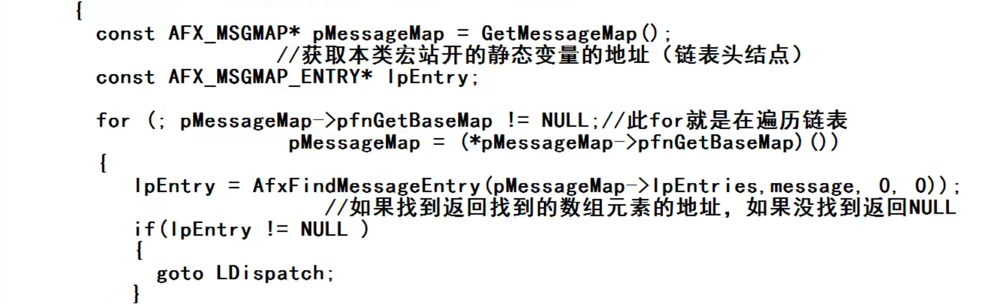 {
const AFX_MSGMAP* pMessageMap = GetMessageMap();
//获取本类宏站开的静态变量的地址（链表头结点）
const AFX_MSGMAP_ENTRY* lpEntry;
for (; pMessageMap->pfnGetBaseMap != NULL;//此for就是在遍历链表
pMessageMap = (*pMessageMap->pfnGetBaseMap)())
{
lpEntry = AfxFindMessageEntry(pMessageMap->lpEntries,message, 0, 0));
//如果找到返回找到的数组元素的地址，如果没找到返回NULL
if(lpEntry != NULL )
{
goto LDispatch;
}